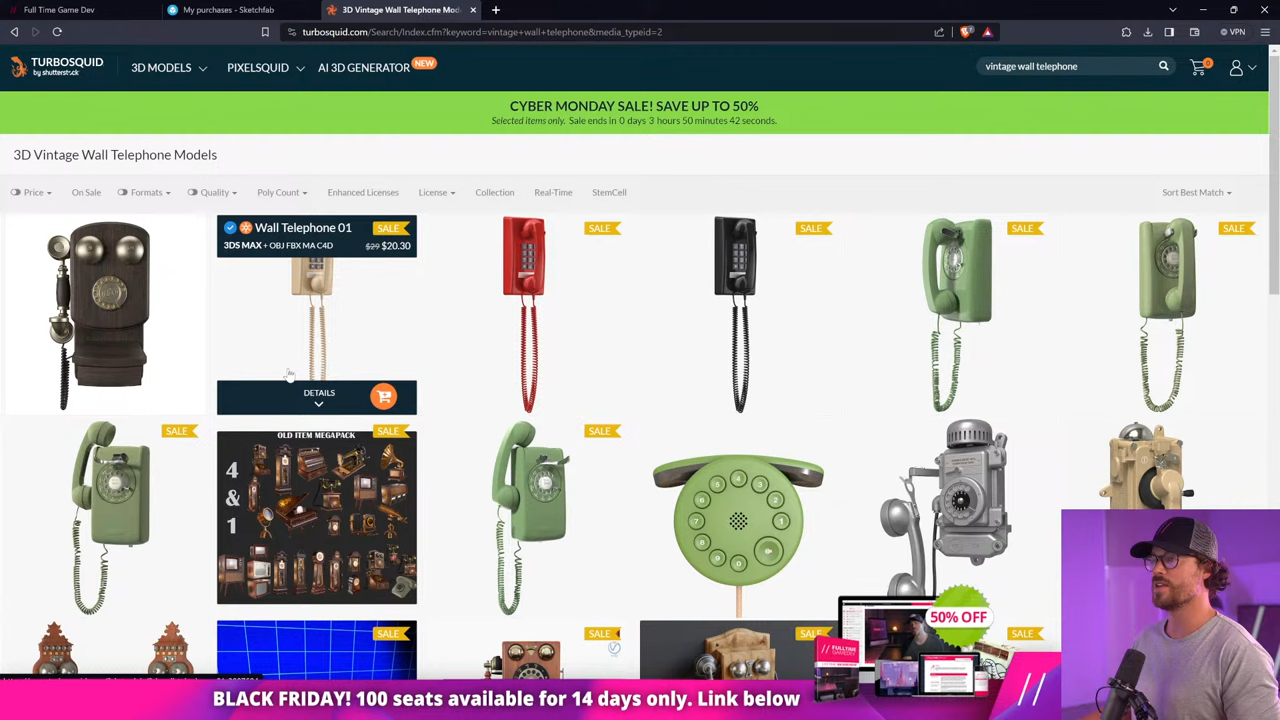 Full Time Game Dev
My purchases - Sketchfab
3D Vintage Wall Telephone Mod
turbosquid.com/Search/Index.cfm?keyword=vintage+wall+telephone&media_typeid=2
VPN
TURBOSQUID
by shutterstock
3D MODELS
PIXELSQUID
AI 3D GENERATOR
NEW
vintage wall telephone
0
CYBER MONDAY SALE! SAVE UP TO 50%
Selected items only. Sale ends in 0 days 3 hours 50 minutes 42 seconds.
3D Vintage Wall Telephone Models
Price
On Sale
Formats
Quality
Poly Count
Enhanced Licenses
License
Collection
Real-Time
StemCell
Sort Best Match
Wall Telephone 01
SALE
3DS MAX + OBJ FBX MA C4D
$29 $20.30
SALE
SALE
SALE
SALE
DETAILS
SALE
SALE
SALE
OLD ITEM MEGAPACK
4
&
1
SALE
SALE
SALE
SALE
50% OFF
FULLTIME
GAMEDEV
BLACK FRIDAY! 100 seats available for 14 days only. Link below
//